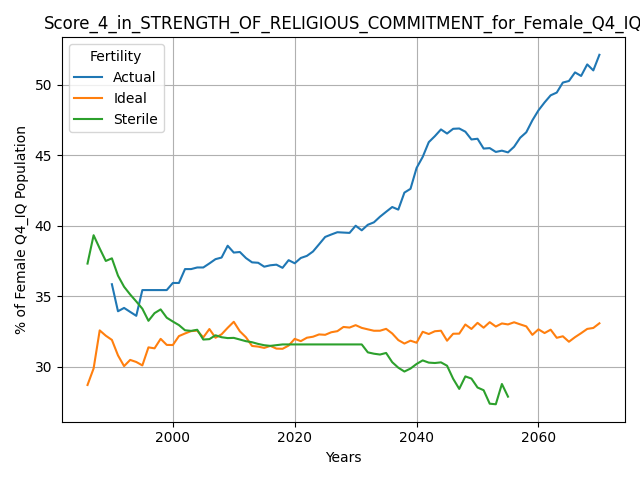 Score_4_in_STRENGTH_OF_RELIGIOUS_COMMITMENT_for_Female_Q4_IQ
Fertility
Actual
Ideal
Sterile
% of Female Q4_IQ Population
50
45
40
35
30
2000
2020
2040
2060
Years